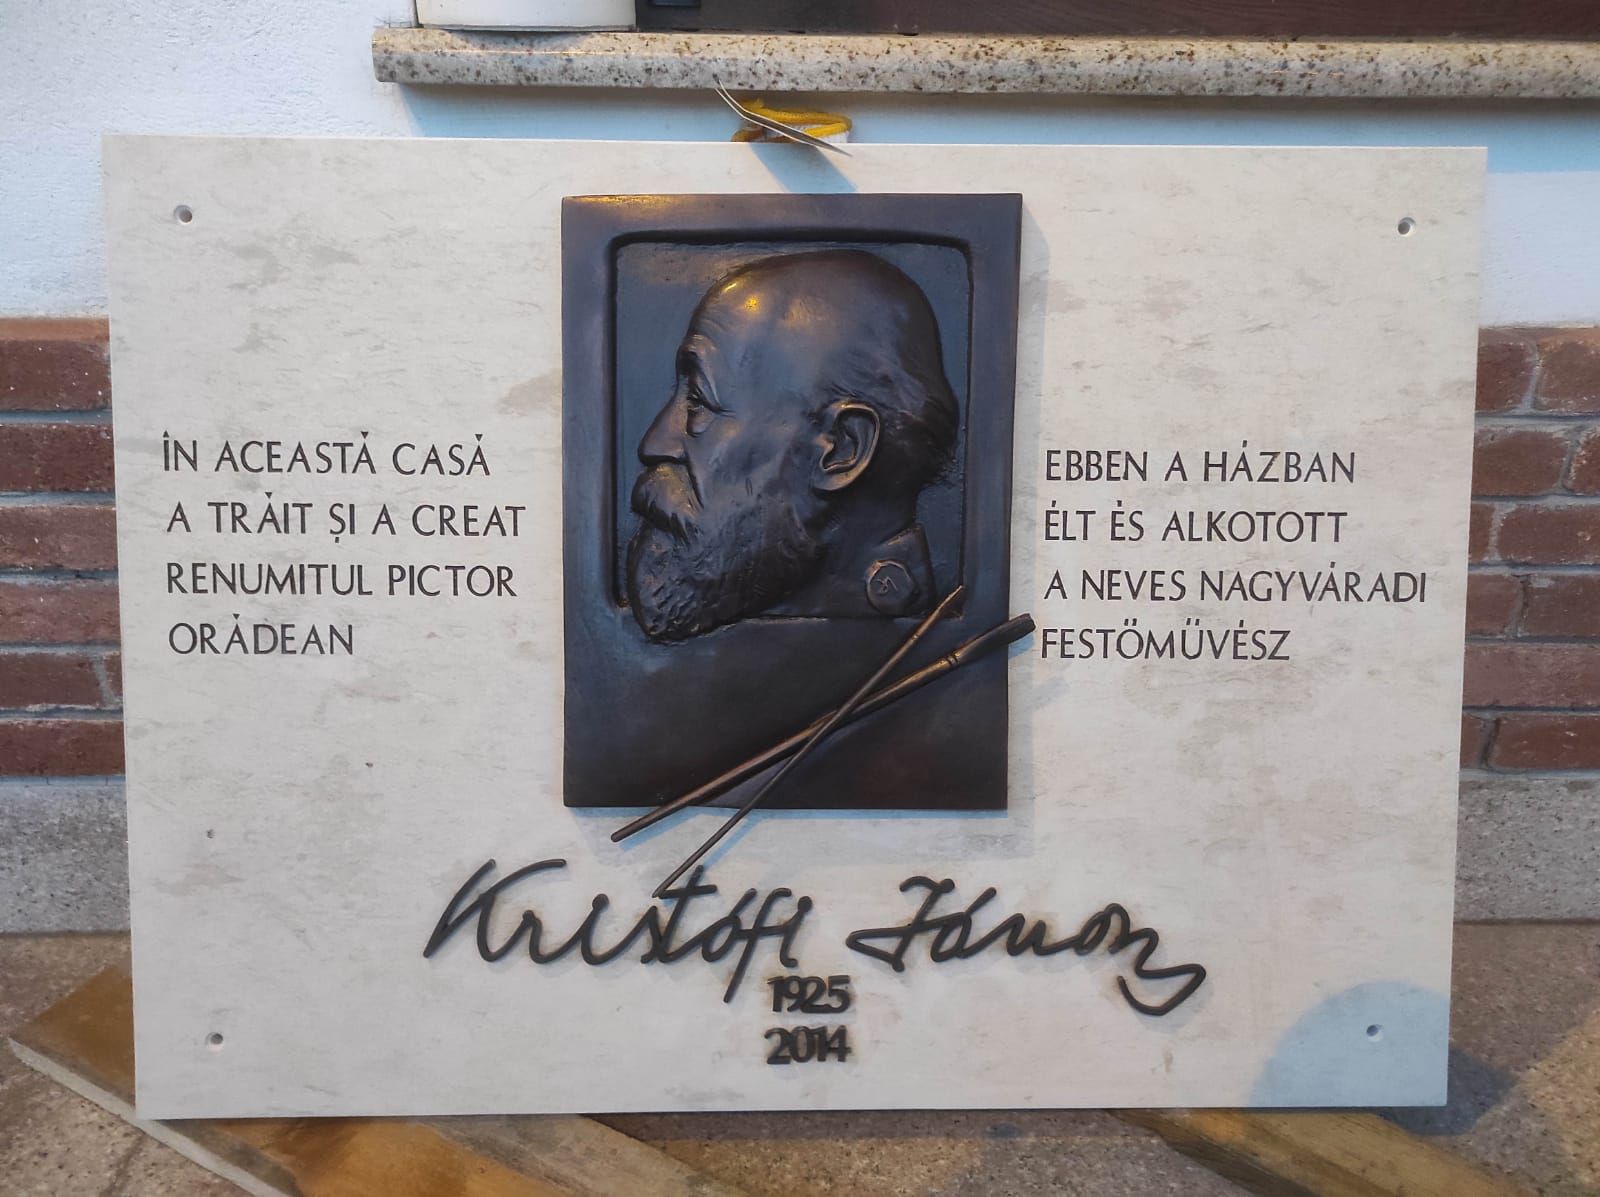 ÎN ACEASTĂ CASĂ
A TRĂIT ȘI A CREAT
RENUMITUL PICTOR
ORĂDEAN
EBBEN A HÁZBAN
ÉLT ÉS ALKOTOTT
A NEVES NAGYVÁRADI
FESTŐMŰVÉSZ
Kristófi János
1925
2014